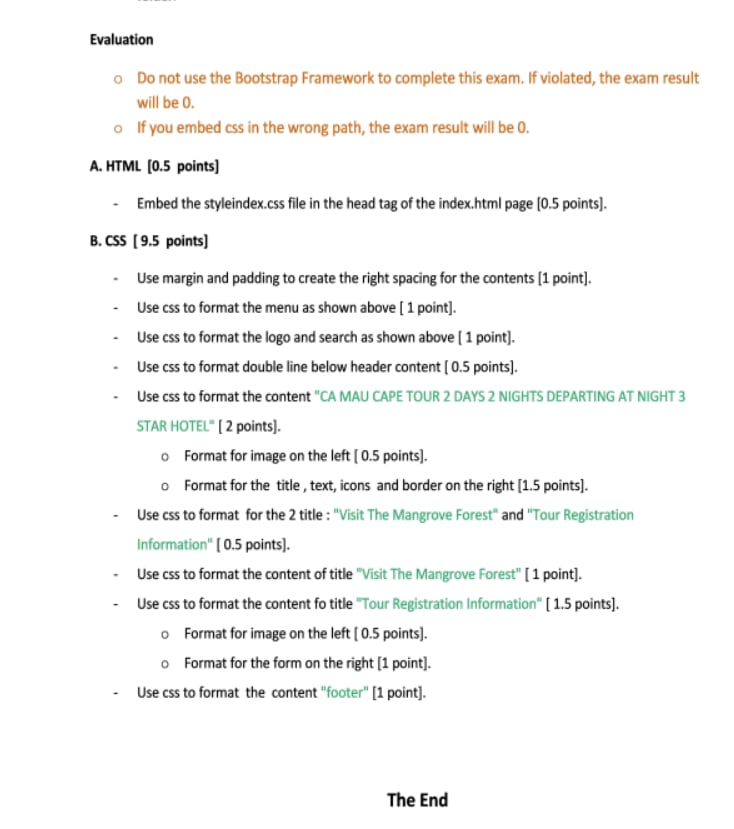 Evaluation
o Do not use the Bootstrap Framework to complete this exam. If violated, the exam result
will be 0.
o If you embed css in the wrong path, the exam result will be 0.
A. HTML [0.5 points]
- Embed the styleindex.css file in the head tag of the index.html page [0.5 points].
B. CSS [ 9.5 points]
- Use margin and padding to create the right spacing for the contents [1 point].
- Use css to format the menu as shown above [ 1 point].
- Use css to format the logo and search as shown above [ 1 point].
- Use css to format double line below header content [ 0.5 points].
- Use css to format the content "CA MAU CAPE TOUR 2 DAYS 2 NIGHTS DEPARTING AT NIGHT 3
STAR HOTEL" [ 2 points].
o Format for image on the left [ 0.5 points].
o Format for the title , text, icons and border on the right [1.5 points].
- Use css to format for the 2 title : "Visit The Mangrove Forest" and "Tour Registration
Information" [ 0.5 points].
- Use css to format the content of title "Visit The Mangrove Forest" [ 1 point].
- Use css to format the content fo title "Tour Registration Information" [ 1.5 points].
o Format for image on the left [ 0.5 points].
o Format for the form on the right [1 point].
- Use css to format the content "footer" [1 point].
The End